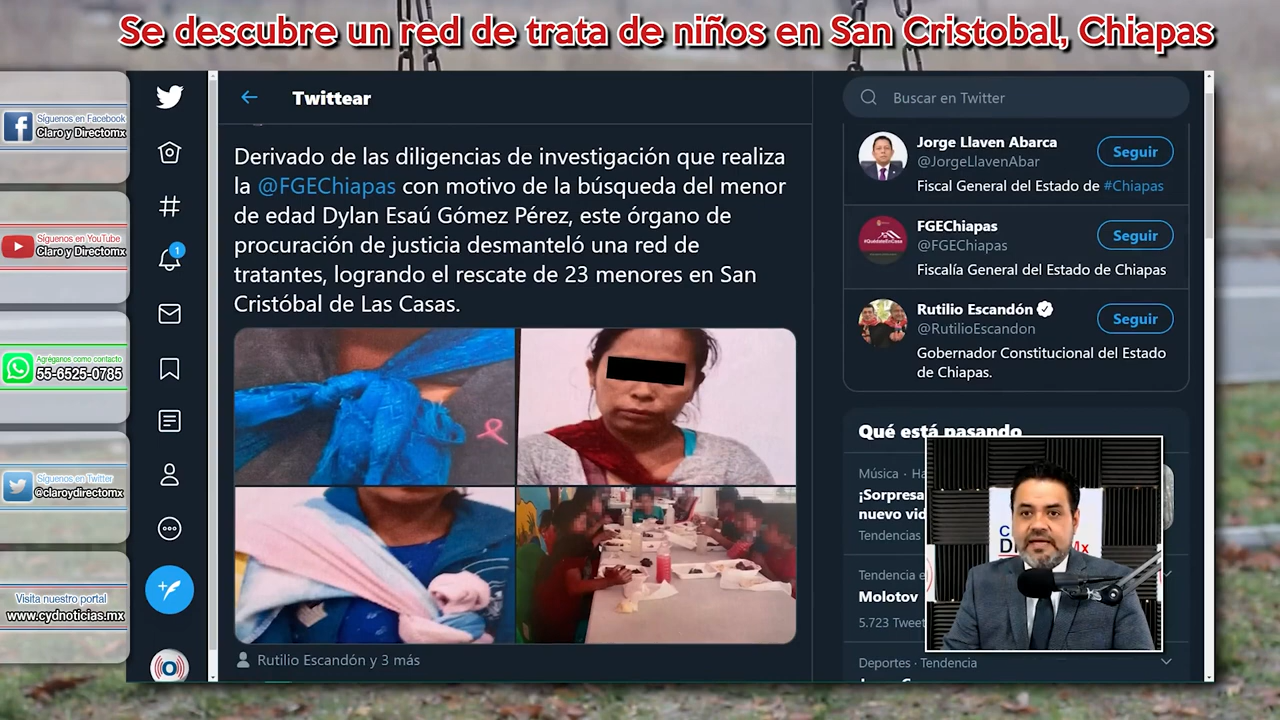 Se descubre un red de trata de niños en San Cristobal, Chiapas
Síguenos en Facebook
Claro y Directomx
Síguenos en YouTube
Claro y Directomx
Agréganos como contacto
55-6525-0785
Síguenos en Twitter
@claroydirectomx
Visita nuestro portal
www.cydnoticias.mx
1
Twittear
Derivado de las diligencias de investigación que realiza
la @FGEChiapas con motivo de la búsqueda del menor
de edad Dylan Esaú Gómez Pérez, este órgano de
procuración de justicia desmanteló una red de
tratantes, logrando el rescate de 23 menores en San
Cristóbal de Las Casas.
Rutilio Escandón y 3 más
Buscar en Twitter
Jorge Llaven Abarca
@JorgeLlavenAbar
Seguir
Fiscal General del Estado de #Chiapas
FGEChiapas
@FGEChiapas
Seguir
Fiscalía General del Estado de Chiapas
Rutilio Escandón
@RutilioEscandon
Seguir
Gobernador Constitucional del Estado
de Chiapas.
Qué está pasando
Música · Ha
¡Sorpresa
nuevo vid
Tendencias
Tendencia e
Molotov
5.723 Tweet
Deportes · Tendencia